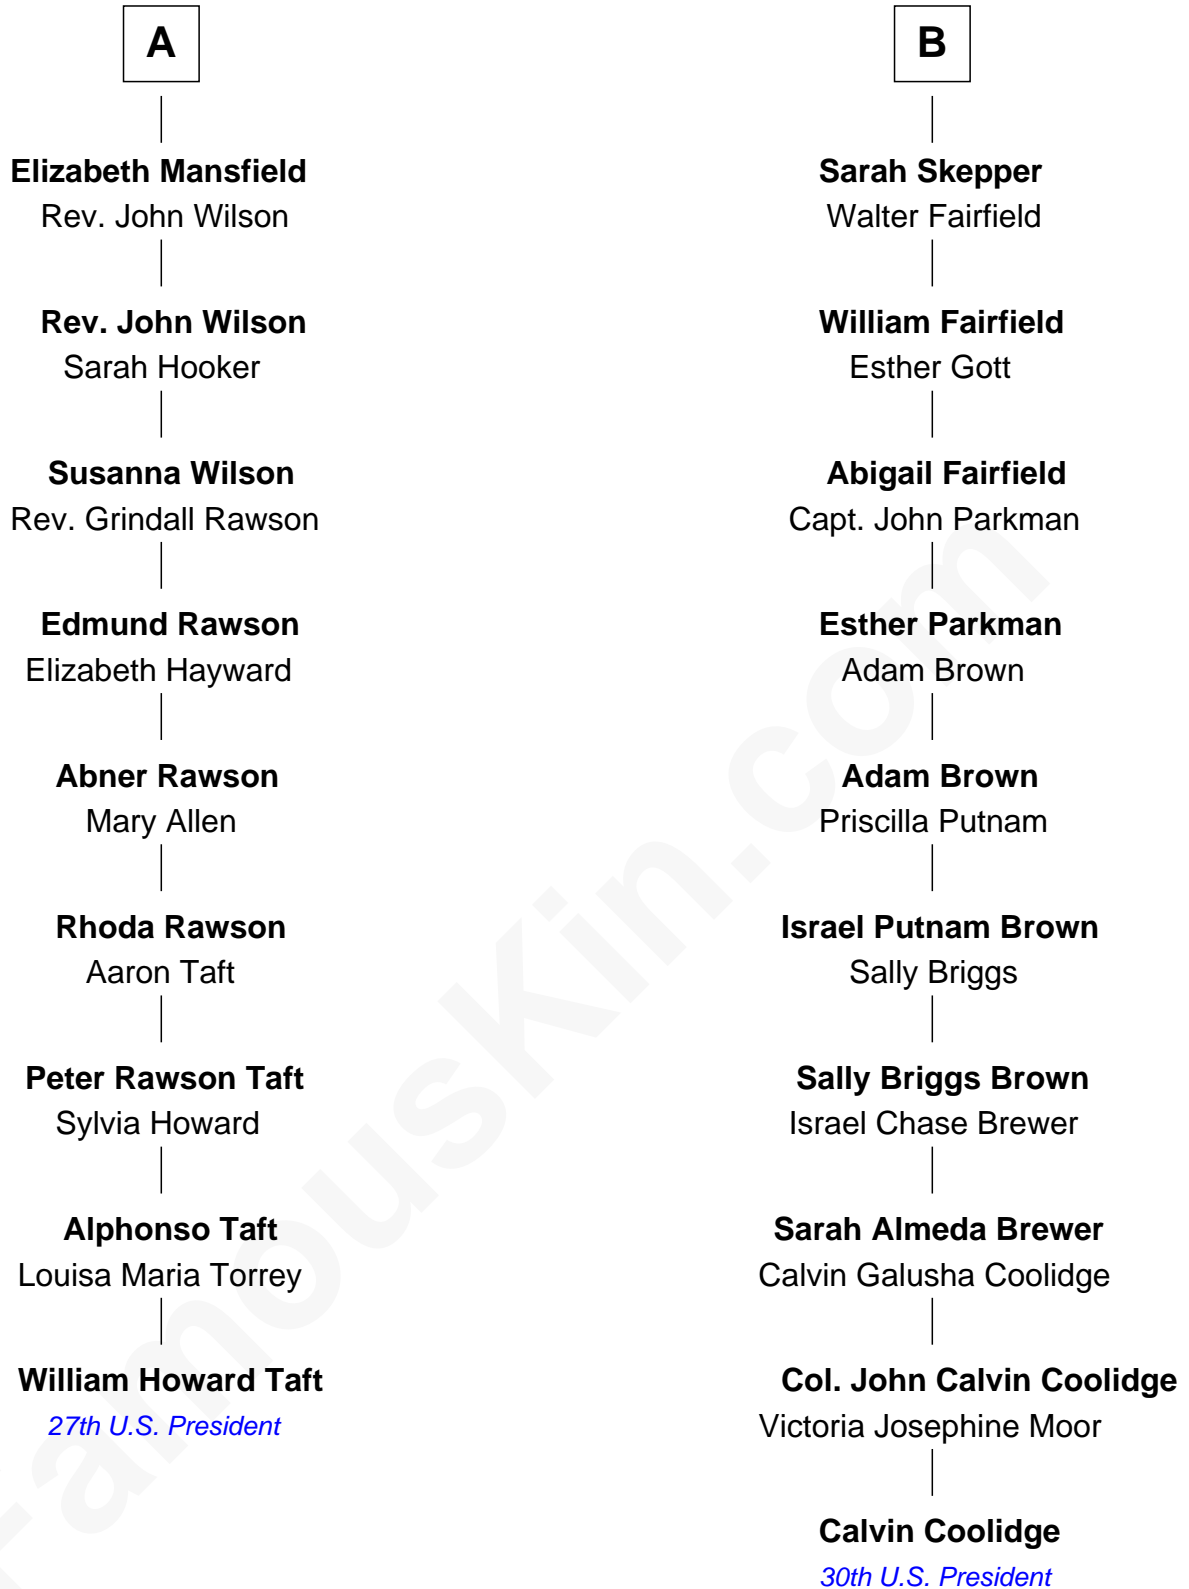 A
Elizabeth Mansfield
Rev. John Wilson
Rev. John Wilson
Sarah Hooker
Susanna Wilson
Rev. Grindall Rawson
Edmund Rawson
Elizabeth Hayward
Abner Rawson
Mary Allen
Rhoda Rawson
Aaron Taft
Peter Rawson Taft
Sylvia Howard
Alphonso Taft
Louisa Maria Torrey
William Howard Taft
27th U.S. President
B
Sarah Skepper
Walter Fairfield
William Fairfield
Esther Gott
Abigail Fairfield
Capt. John Parkman
Esther Parkman
Adam Brown
Adam Brown
Priscilla Putnam
Israel Putnam Brown
Sally Briggs
Sally Briggs Brown
Israel Chase Brewer
Sarah Almeda Brewer
Calvin Galusha Coolidge
Col. John Calvin Coolidge
Victoria Josephine Moor
Calvin Coolidge
30th U.S. President
FamousKin.com